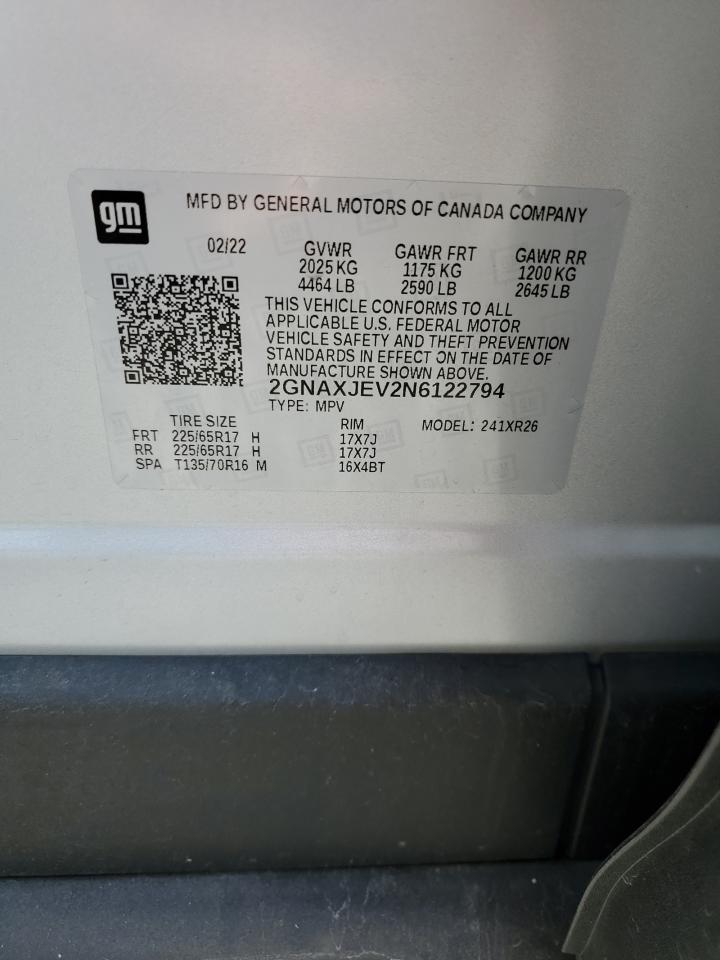 gm
MFD BY GENERAL MOTORS OF CANADA COMPANY
02/22 GVWR GAWR FRT GAWR RR
2025 KG 1175 KG 1200 KG
4464 LB 2590 LB 2645 LB
THIS VEHICLE CONFORMS TO ALL
APPLICABLE U.S. FEDERAL MOTOR
VEHICLE SAFETY AND THEFT PREVENTION
STANDARDS IN EFFECT ON THE DATE OF
MANUFACTURE SHOWN ABOVE.
2GNAXJEV2N6122794
TYPE: MPV
TIRE SIZE RIM MODEL: 241XR26
FRT 225/65R17 H 17X7J
RR 225/65R17 H 17X7J
SPA T135/70R16 M 16X4BT